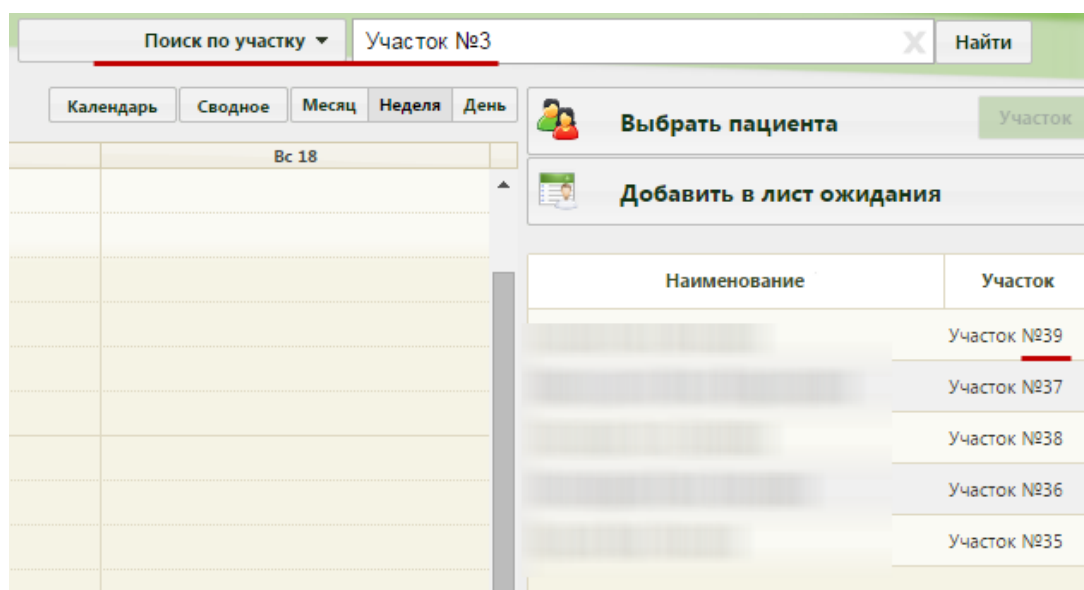 Поиск по участку Участок №3 X Найти
Календарь Сводное Месяц Неделя День
Выбрать пациента Участок
Вс 18
Добавить в лист ожидания
Наименование Участок
Участок №39
Участок №37
Участок №38
Участок №36
Участок №35